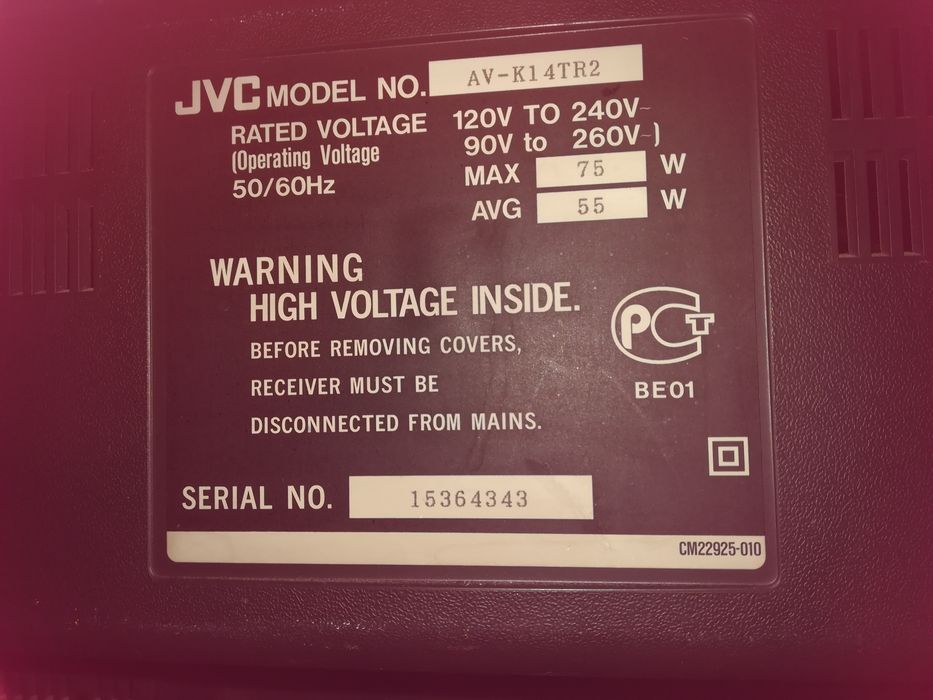 JVC MODEL NO. AV-K14TR2
RATED VOLTAGE 120V TO 240V~
(Operating Voltage 90V to 260V~)
50/60Hz MAX 75 W
AVG 55 W
WARNING
HIGH VOLTAGE INSIDE.
BEFORE REMOVING COVERS,
RECEIVER MUST BE
DISCONNECTED FROM MAINS.
РСТ
BE01
SERIAL NO. 15364343
CM22925-010